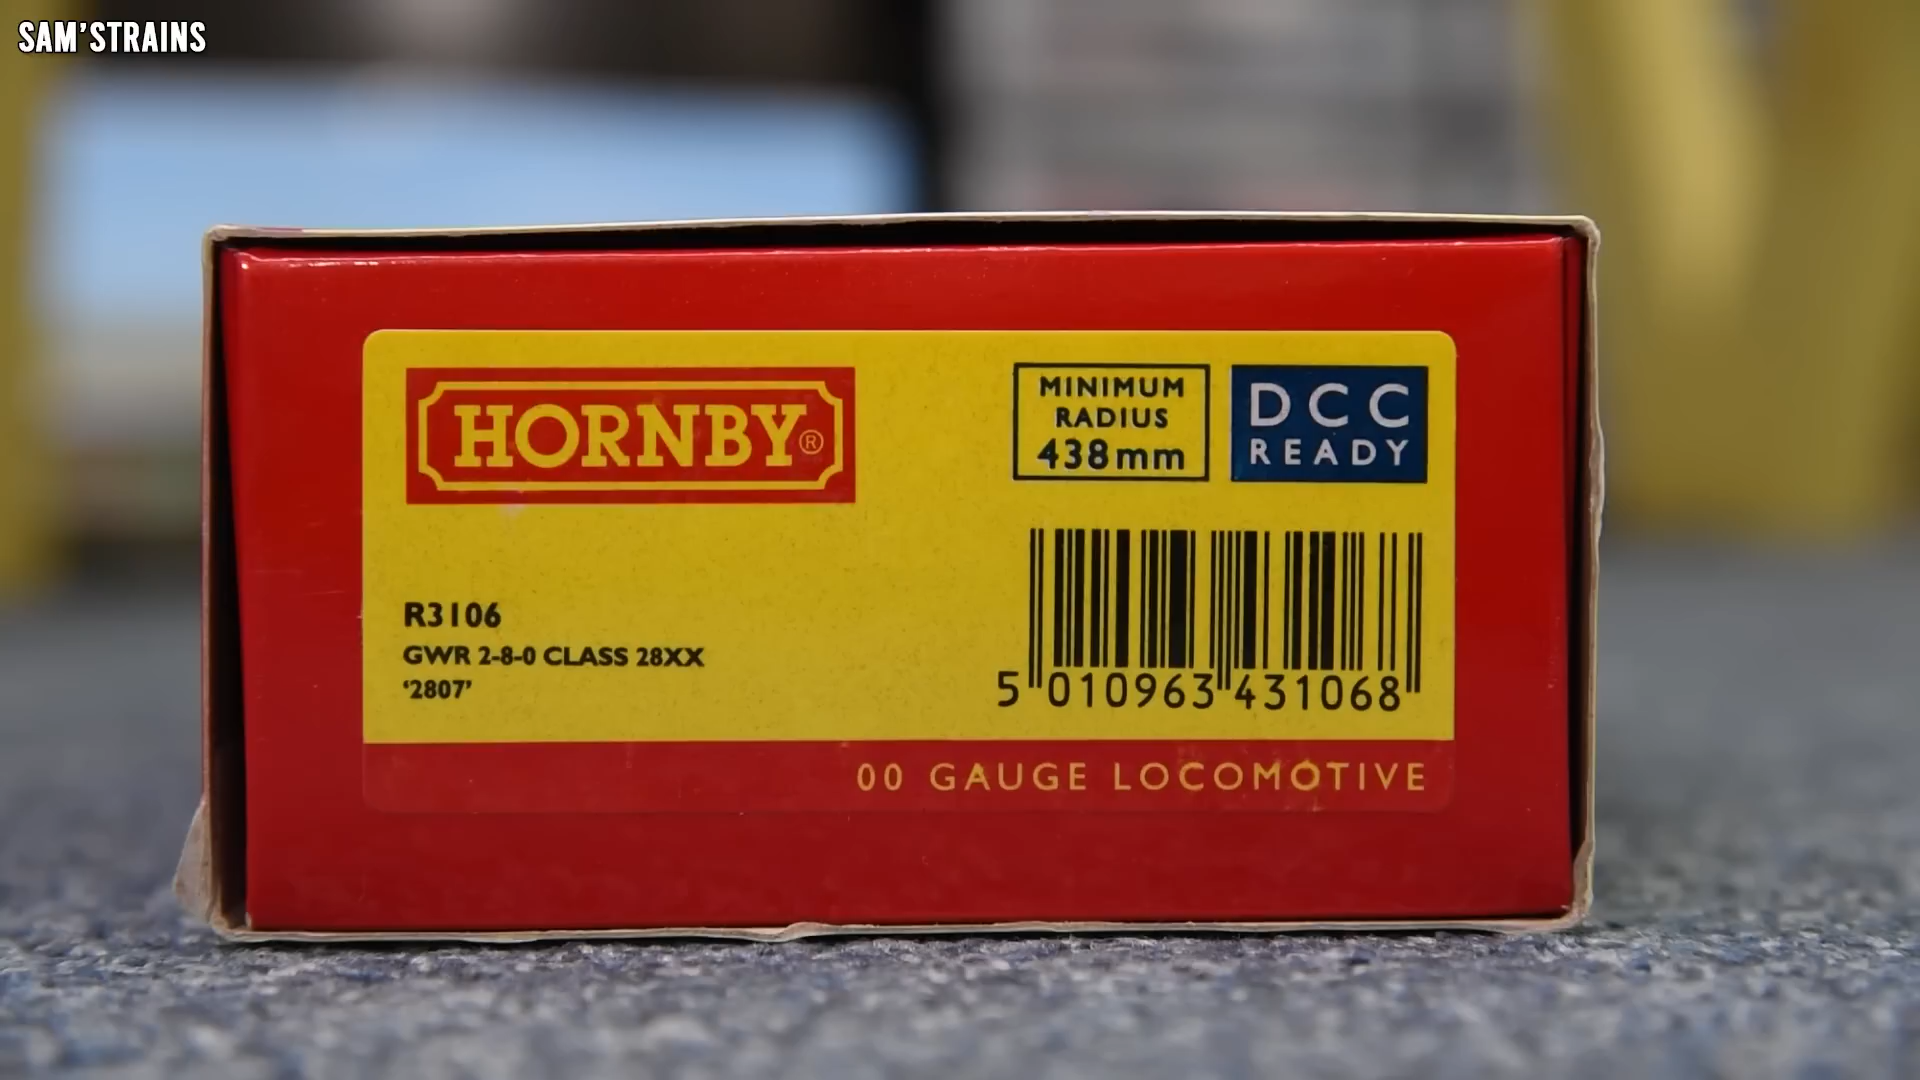 SAM'STRAINS
HORNBY®
MINIMUM
RADIUS
438mm
DCC
READY
R3106
GWR 2-8-0 CLASS 28XX
‘2807’
5 010963 431068
00 GAUGE LOCOMOTIVE